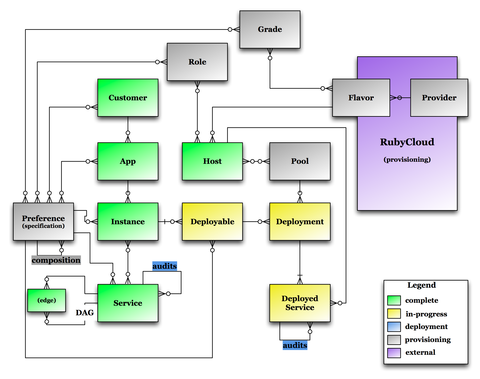 Grade
Role
Customer
Flavor
Provider
RubyCloud
(provisioning)
App
Host
Pool
Preference
(specification)
Instance
Deployable
Deployment
composition
audits
(edge)
DAG
Service
Deployed
Service
audits
Legend
complete
in-progress
deployment
provisioning
external